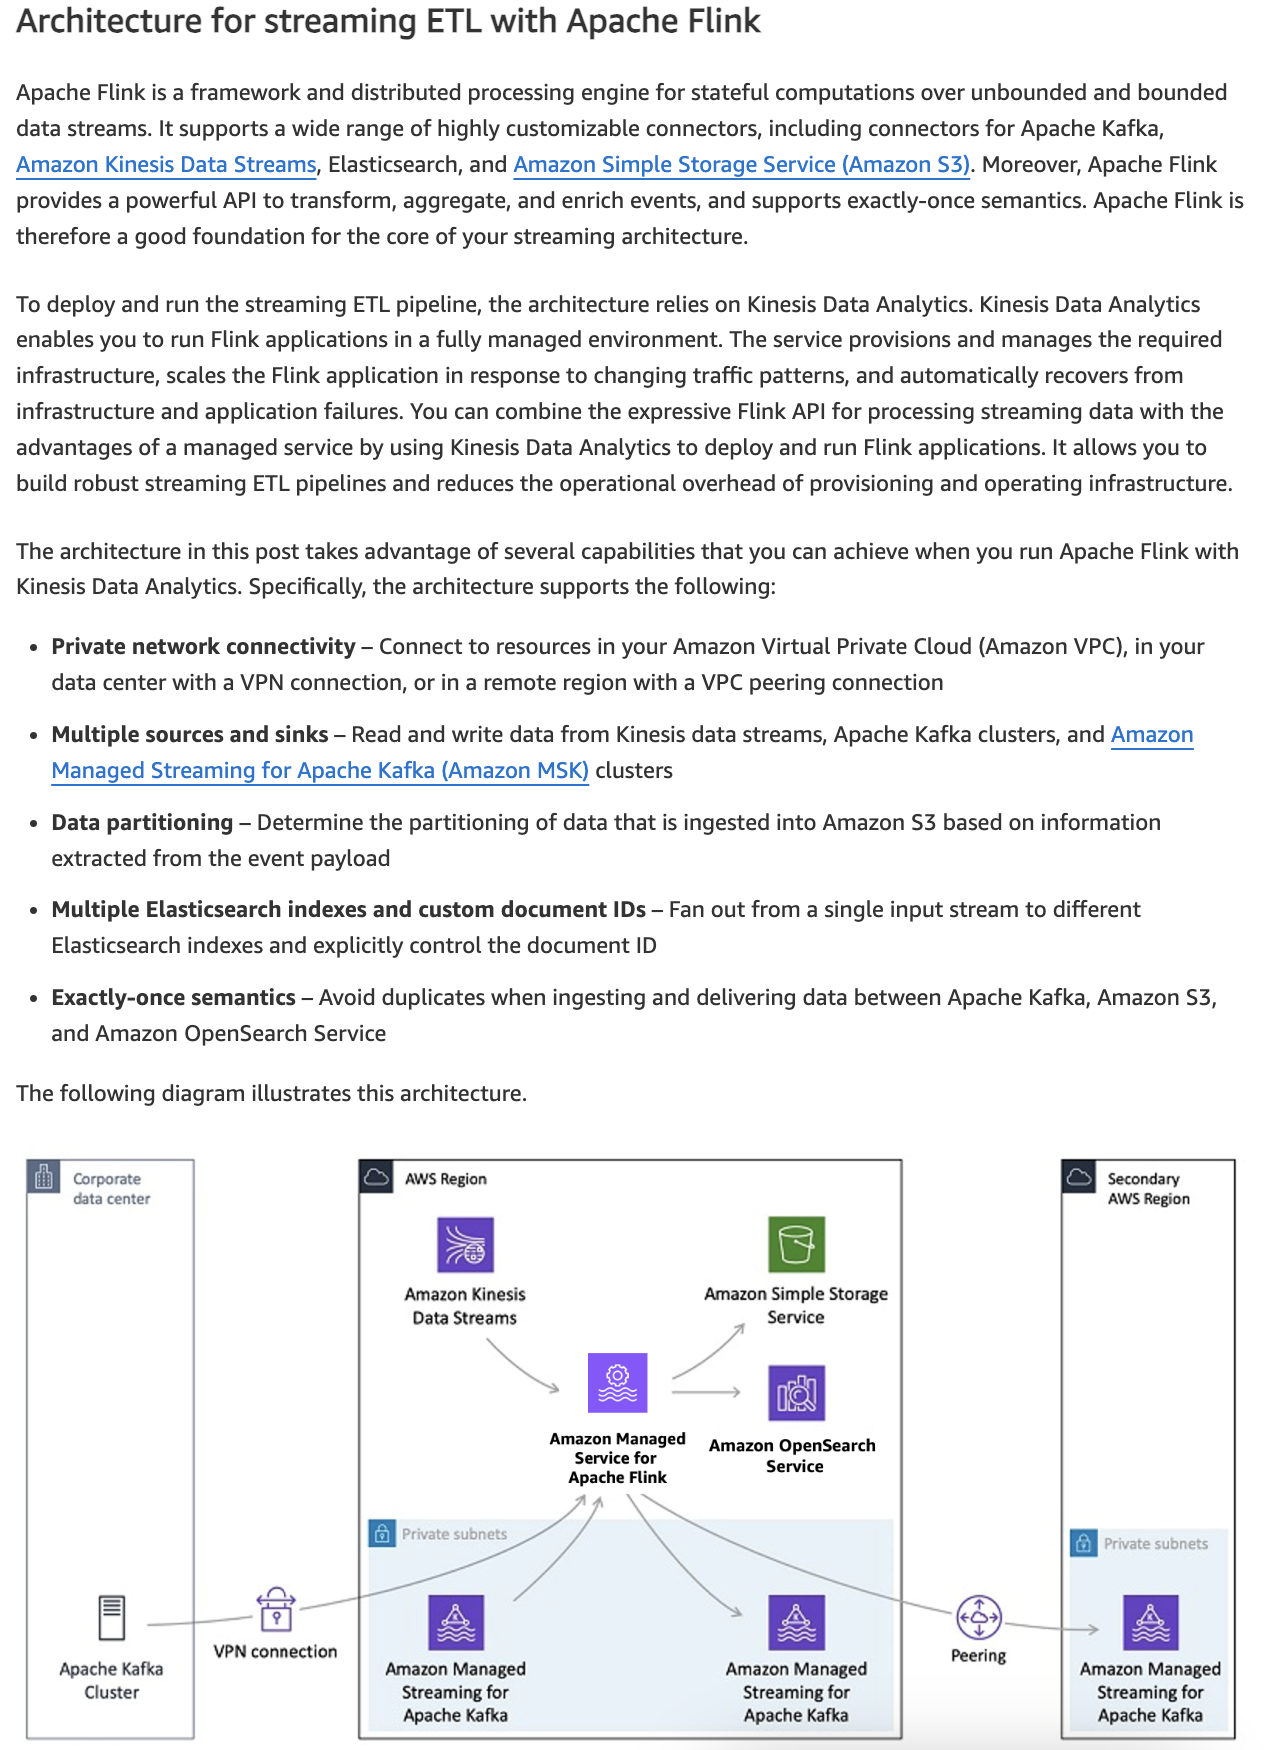 Architecture for streaming ETL with Apache Flink
Apache Flink is a framework and distributed processing engine for stateful computations over unbounded and bounded
data streams. It supports a wide range of highly customizable connectors, including connectors for Apache Kafka,
Amazon Kinesis Data Streams, Elasticsearch, and Amazon Simple Storage Service (Amazon S3). Moreover, Apache Flink
provides a powerful API to transform, aggregate, and enrich events, and supports exactly-once semantics. Apache Flink is
therefore a good foundation for the core of your streaming architecture.
To deploy and run the streaming ETL pipeline, the architecture relies on Kinesis Data Analytics. Kinesis Data Analytics
enables you to run Flink applications in a fully managed environment. The service provisions and manages the required
infrastructure, scales the Flink application in response to changing traffic patterns, and automatically recovers from
infrastructure and application failures. You can combine the expressive Flink API for processing streaming data with the
advantages of a managed service by using Kinesis Data Analytics to deploy and run Flink applications. It allows you to
build robust streaming ETL pipelines and reduces the operational overhead of provisioning and operating infrastructure.
The architecture in this post takes advantage of several capabilities that you can achieve when you run Apache Flink with
Kinesis Data Analytics. Specifically, the architecture supports the following:
• Private network connectivity – Connect to resources in your Amazon Virtual Private Cloud (Amazon VPC), in your
data center with a VPN connection, or in a remote region with a VPC peering connection
• Multiple sources and sinks – Read and write data from Kinesis data streams, Apache Kafka clusters, and Amazon
Managed Streaming for Apache Kafka (Amazon MSK) clusters
• Data partitioning – Determine the partitioning of data that is ingested into Amazon S3 based on information
extracted from the event payload
• Multiple Elasticsearch indexes and custom document IDs – Fan out from a single input stream to different
Elasticsearch indexes and explicitly control the document ID
• Exactly-once semantics – Avoid duplicates when ingesting and delivering data between Apache Kafka, Amazon S3,
and Amazon OpenSearch Service
The following diagram illustrates this architecture.
Corporate
data center
Apache Kafka
Cluster
VPN connection
AWS Region
Amazon Kinesis
Data Streams
Amazon Simple Storage
Service
Amazon Managed
Service for
Apache Flink
Amazon OpenSearch
Service
Private subnets
Amazon Managed
Streaming for
Apache Kafka
Amazon Managed
Streaming for
Apache Kafka
Peering
Secondary
AWS Region
Private subnets
Amazon Managed
Streaming for
Apache Kafka